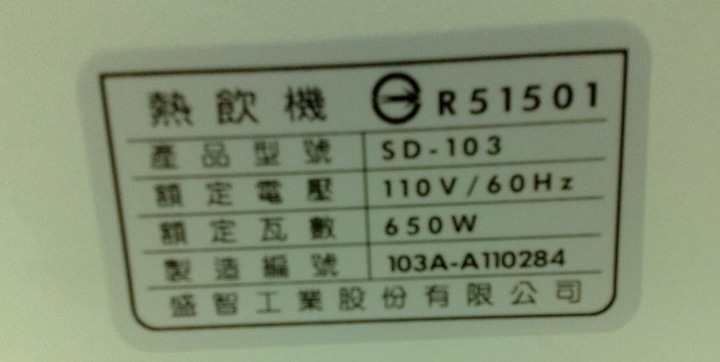 熱飲機 R51501
產品型號 SD-103
額定電壓 110V/60Hz
額定瓦數 650W
製造編號 103A-A110284
盛智工業股份有限公司